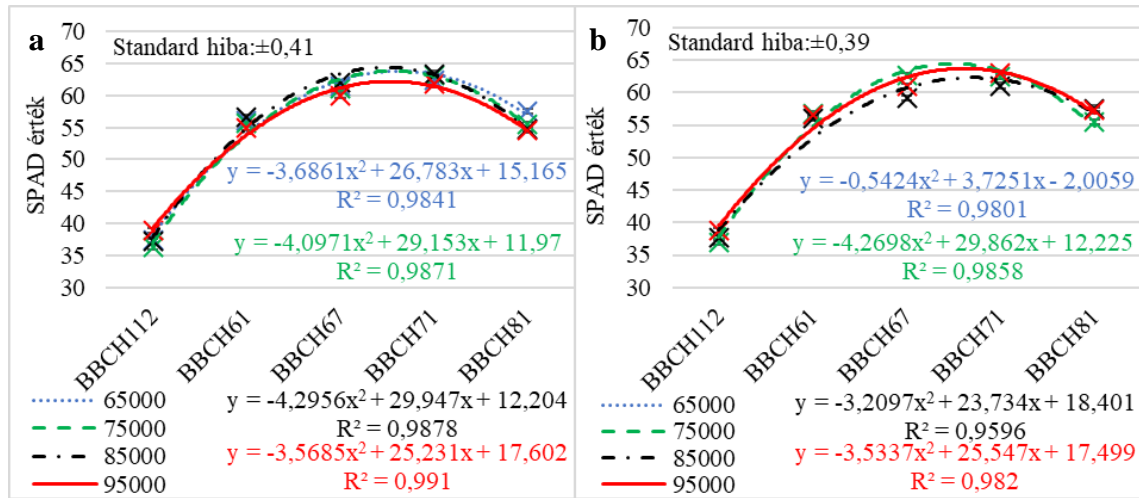 a
Standard hiba:±0,41
SPAD érték
70
65
60
55
50
45
40
35
30
y = -3,6861x² + 26,783x + 15,165
R² = 0,9841
y = -4,0971x² + 29,153x + 11,97
R² = 0,9871
BBCH112
BBCH61
BBCH67
BBCH71
BBCH81
65000
75000
85000
95000
y = -4,2956x² + 29,947x + 12,204
R² = 0,9878
y = -3,5685x² + 25,231x + 17,602
R² = 0,991
b
Standard hiba:±0,39
SPAD érték
70
65
60
55
50
45
40
35
30
y = -0,5424x² + 3,7251x - 2,0059
R² = 0,9801
y = -4,2698x² + 29,862x + 12,225
R² = 0,9858
BBCH112
BBCH61
BBCH67
BBCH71
BBCH81
65000
75000
85000
95000
y = -3,2097x² + 23,734x + 18,401
R² = 0,9596
y = -3,5337x² + 25,547x + 17,499
R² = 0,982